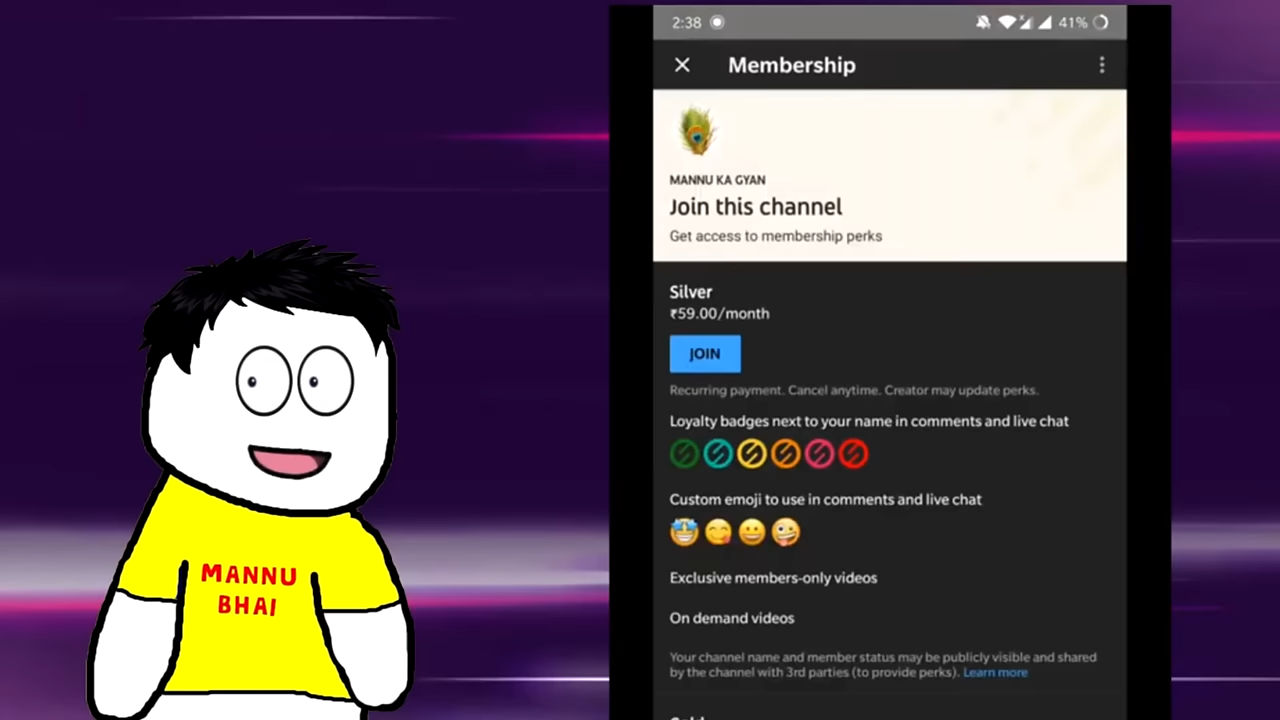 2:38
41%
Membership
MANNU KA GYAN
Join this channel
Get access to membership perks
Silver
₹59.00/month
JOIN
Recurring payment. Cancel anytime. Creator may update perks.
Loyalty badges next to your name in comments and live chat
Custom emoji to use in comments and live chat
Exclusive members-only videos
On demand videos
Your channel name and member status may be publicly visible and shared
by the channel with 3rd parties (to provide perks). Learn more
MANNU
BHAI